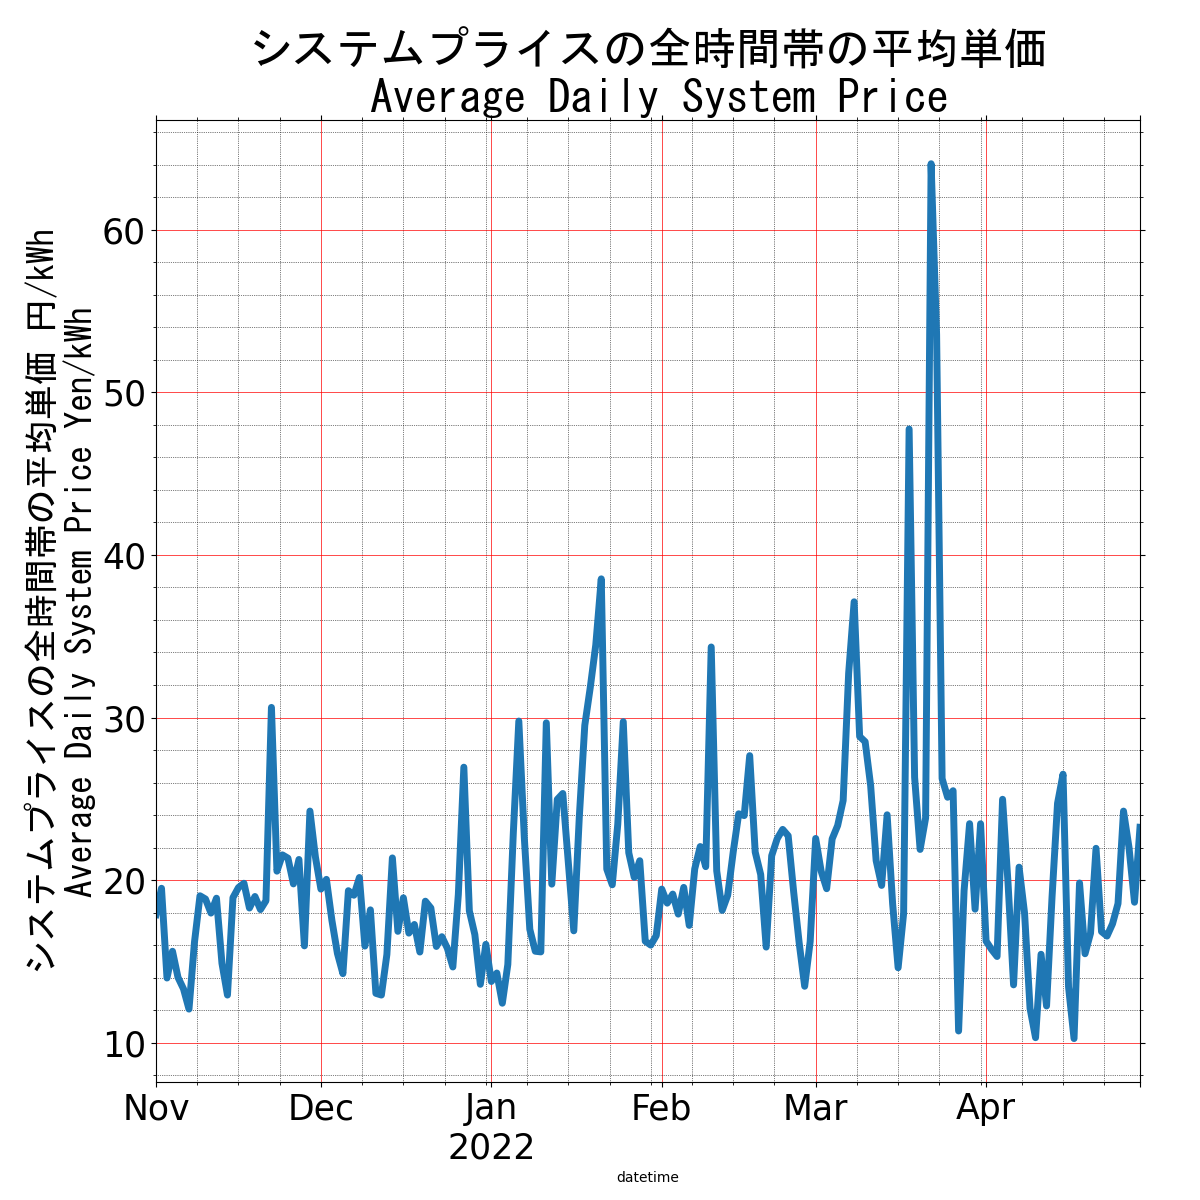 システムプライスの全時間帯の平均単価
Average Daily System Price
システムプライスの全時間帯の平均単価 円/kWh
Average Daily System Price Yen/kWh
60
50
40
30
20
10
Nov
Dec
Jan
2022
Feb
Mar
Apr
datetime